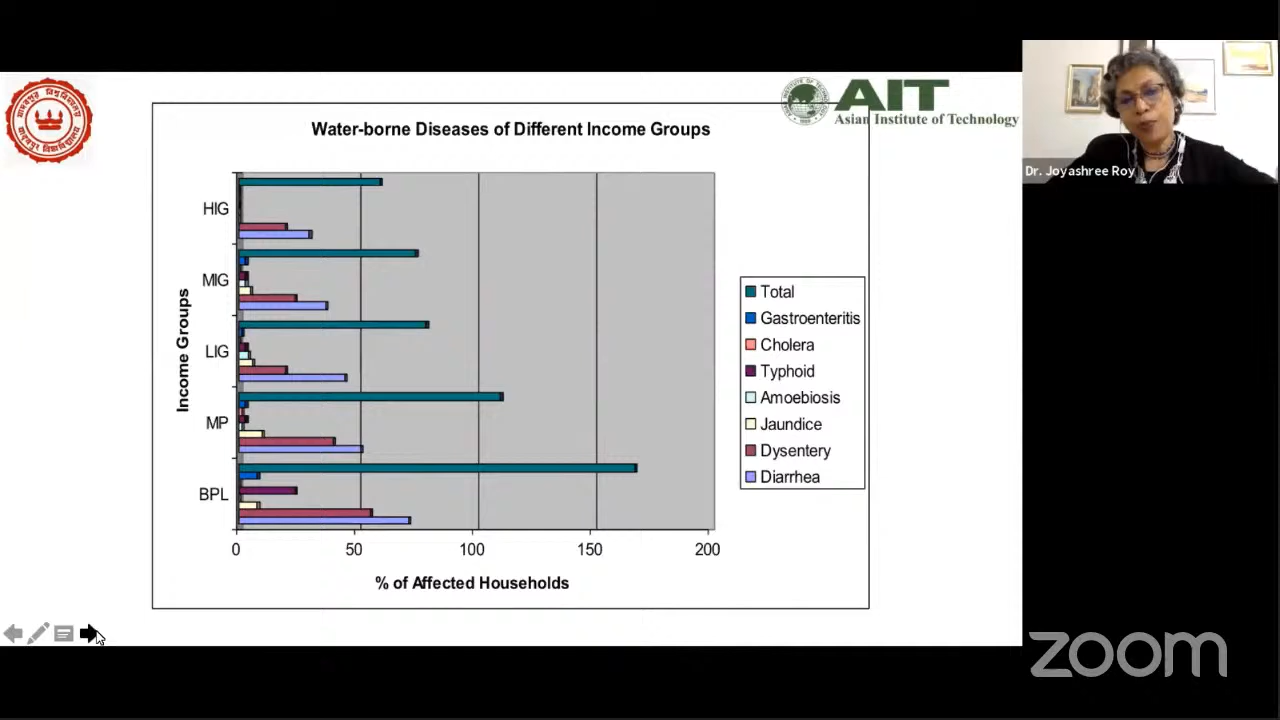 AIT
Asian Institute of Technology
Dr. Joyashree Roy
Water-borne Diseases of Different Income Groups
Income Groups
HIG
MIG
LIG
MP
BPL
0 50 100 150 200
% of Affected Households
Total
Gastroenteritis
Cholera
Typhoid
Amoebiosis
Jaundice
Dysentery
Diarrhea
zoom